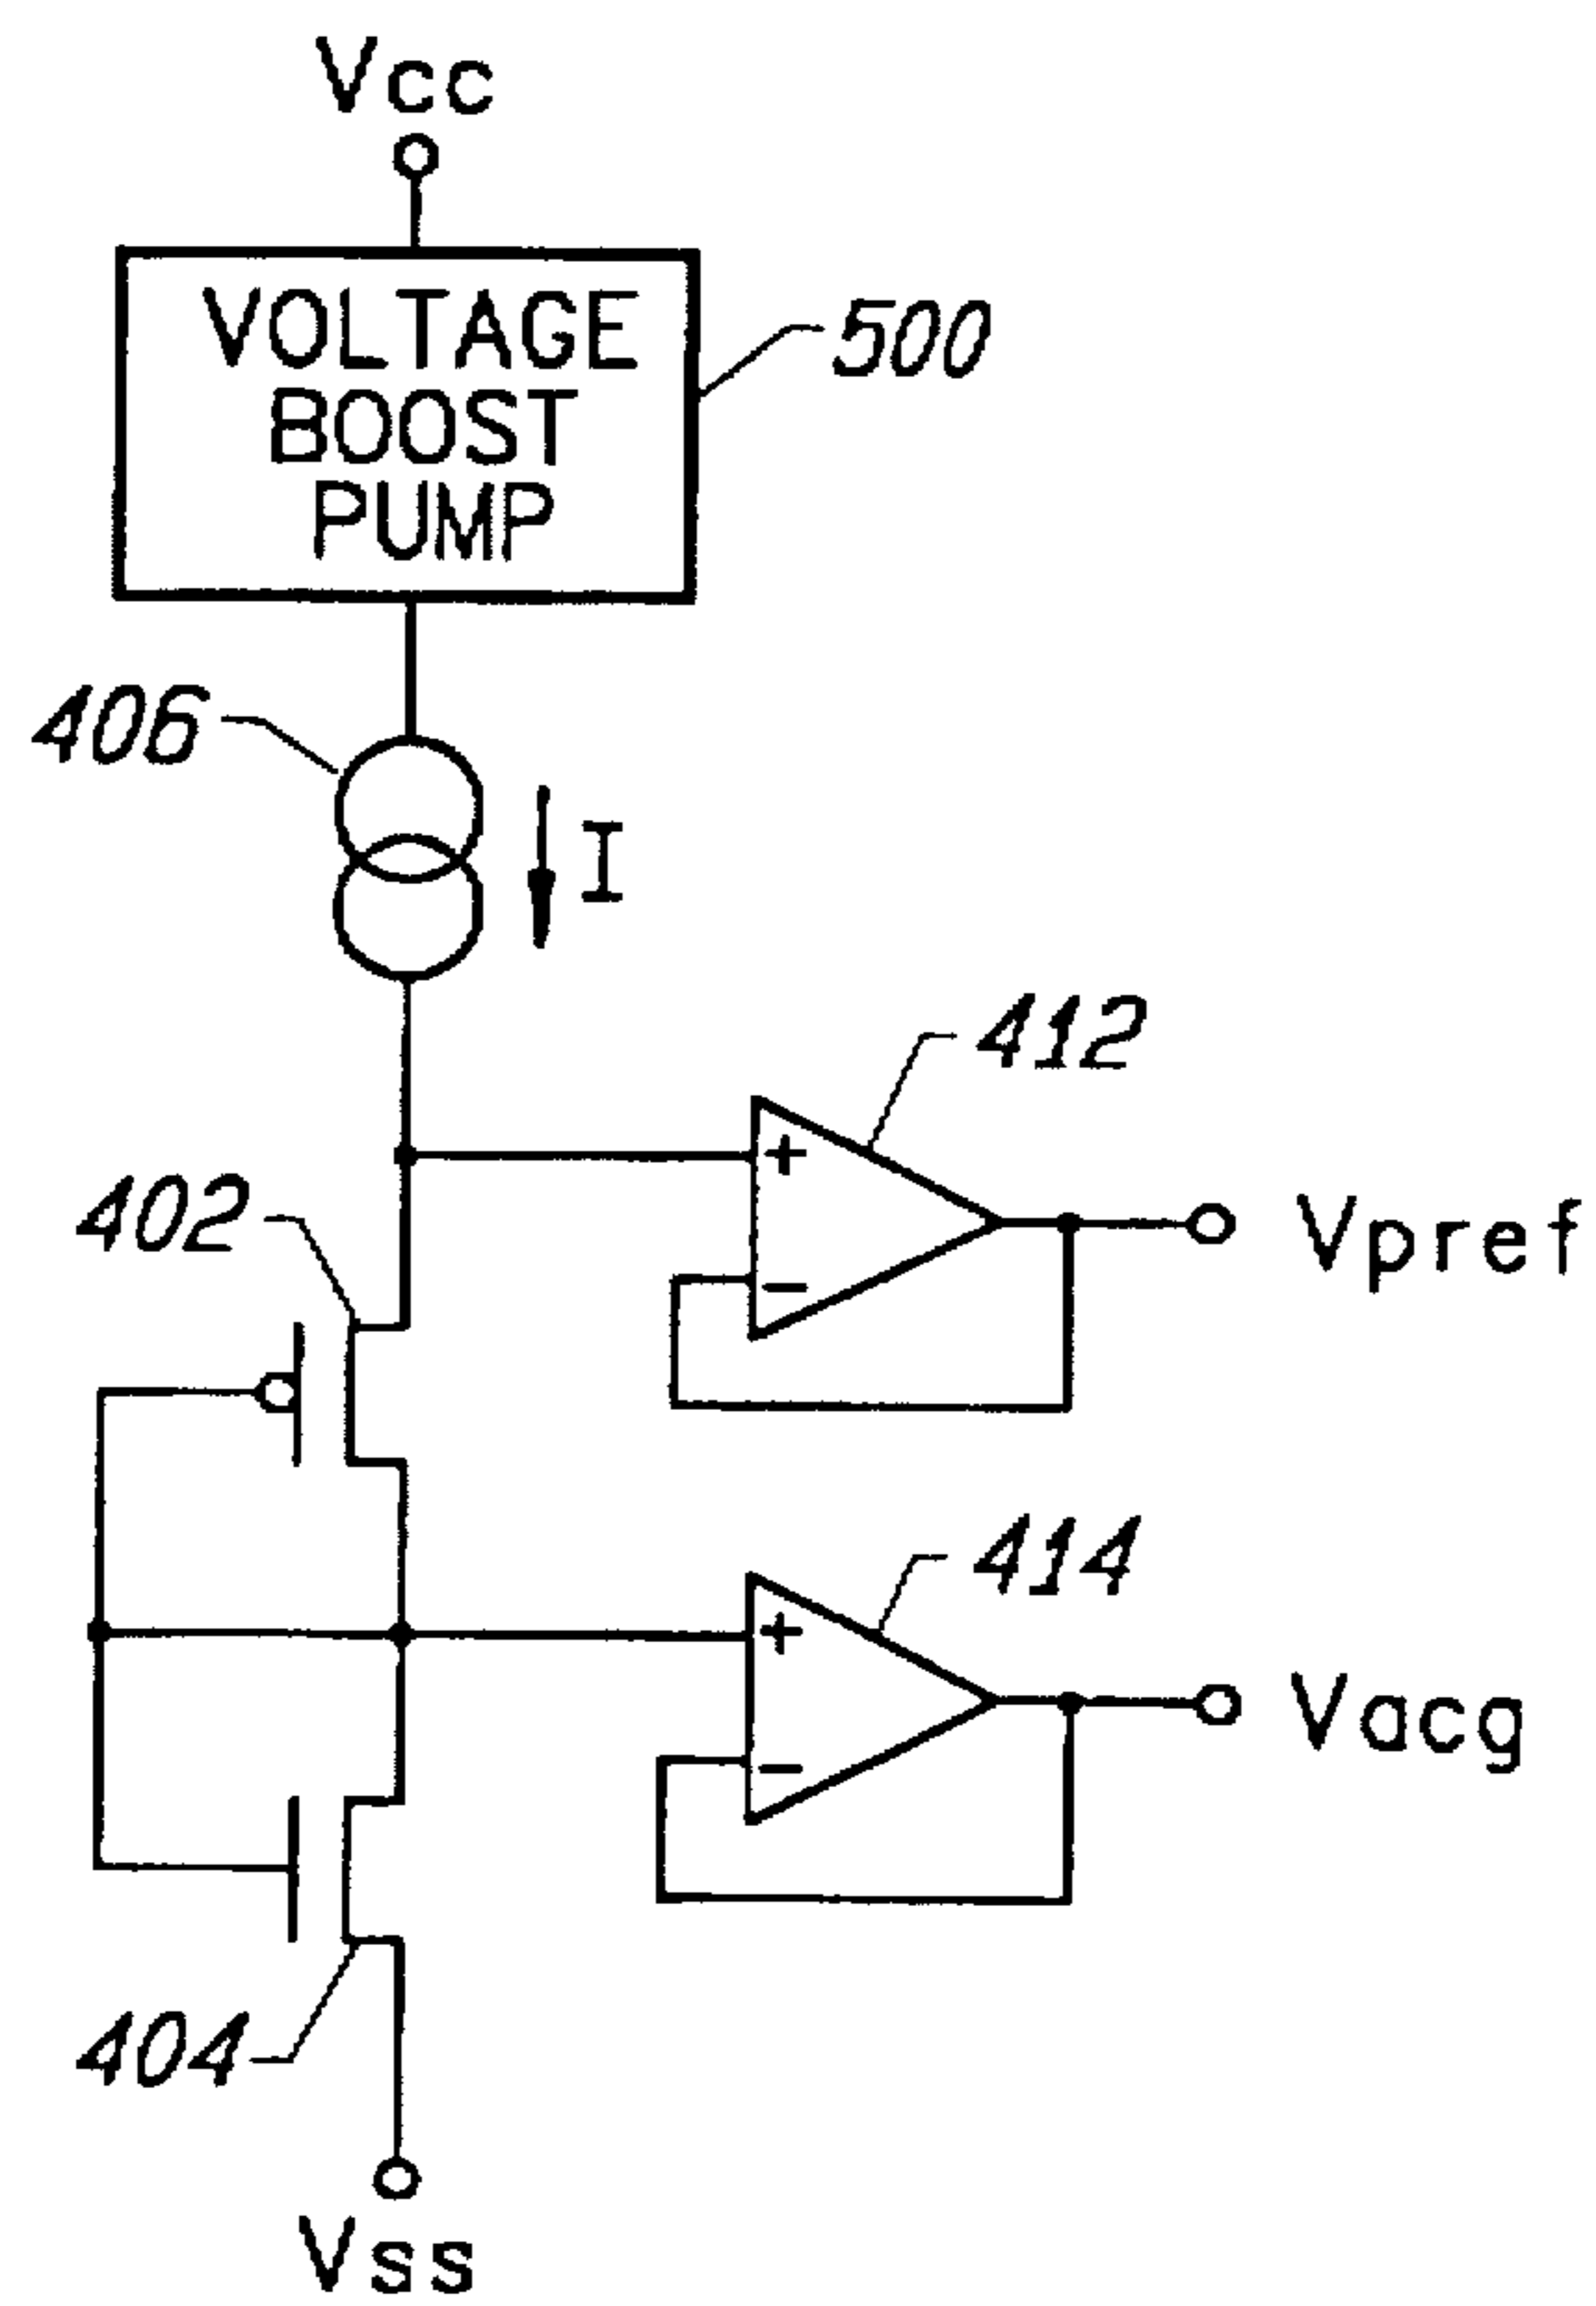 Vcc
VOLTAGE
BOOST
PUMP
500
406
I
412
+
402
Vpref
−
414
+
Vacg
−
404
Vss